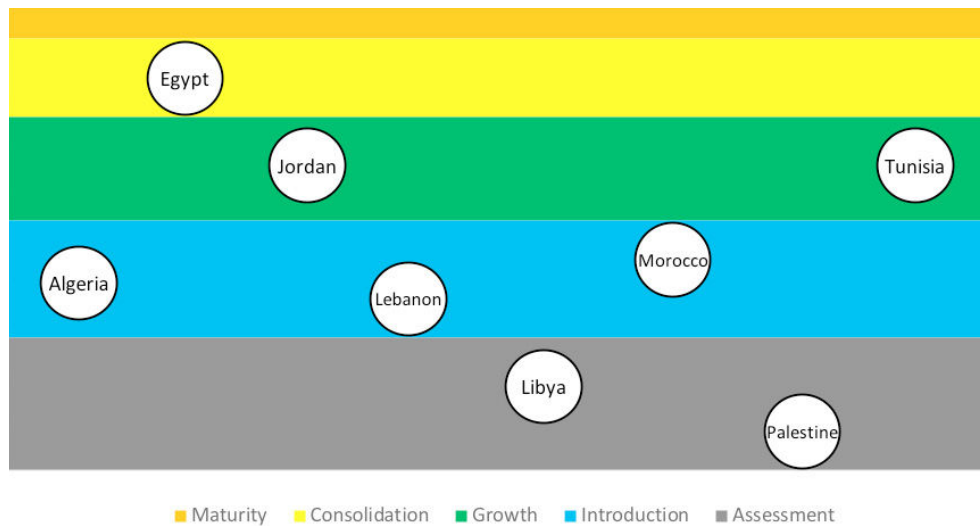 Egypt
Jordan
Tunisia
Morocco
Algeria
Lebanon
Libya
Palestine
Maturity Consolidation Growth Introduction Assessment